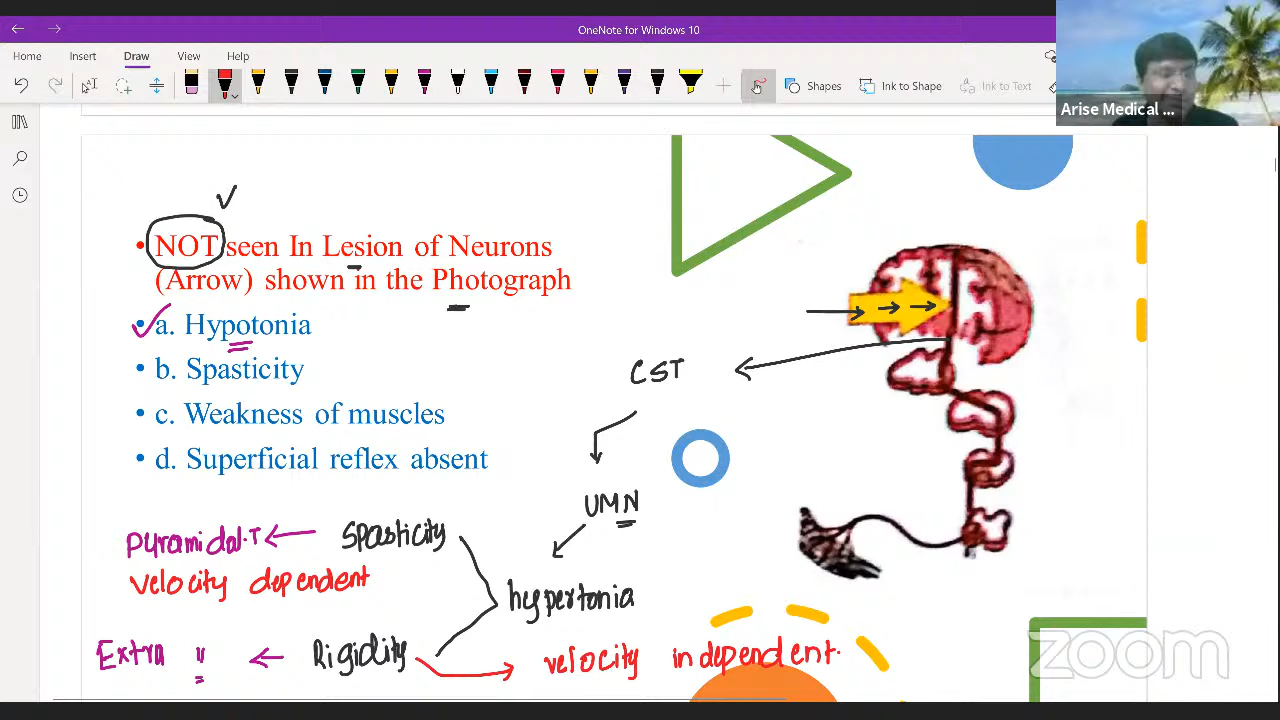 OneNote for Windows 10
Home Insert Draw View Help
Shapes Ink to Shape Ink to Text
Arise Medical ...
• NOT seen In Lesion of Neurons
(Arrow) shown in the Photograph
• a. Hypotonia
• b. Spasticity
• c. Weakness of muscles
• d. Superficial reflex absent
CST
UMN
hypertonia
Spasticity
Pyramidal.T
velocity dependent
Rigidity
Extra "
velocity independent.
zoom